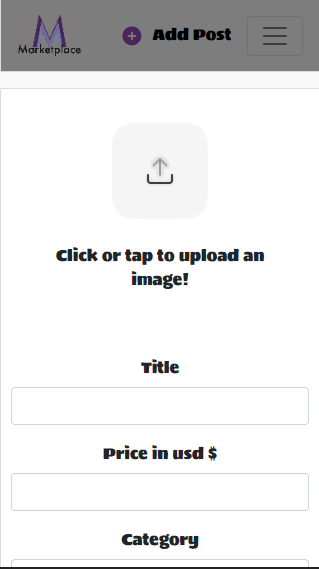 Marketplace
Add Post
Click or tap to upload an
image!
Title
Price in usd $
Category